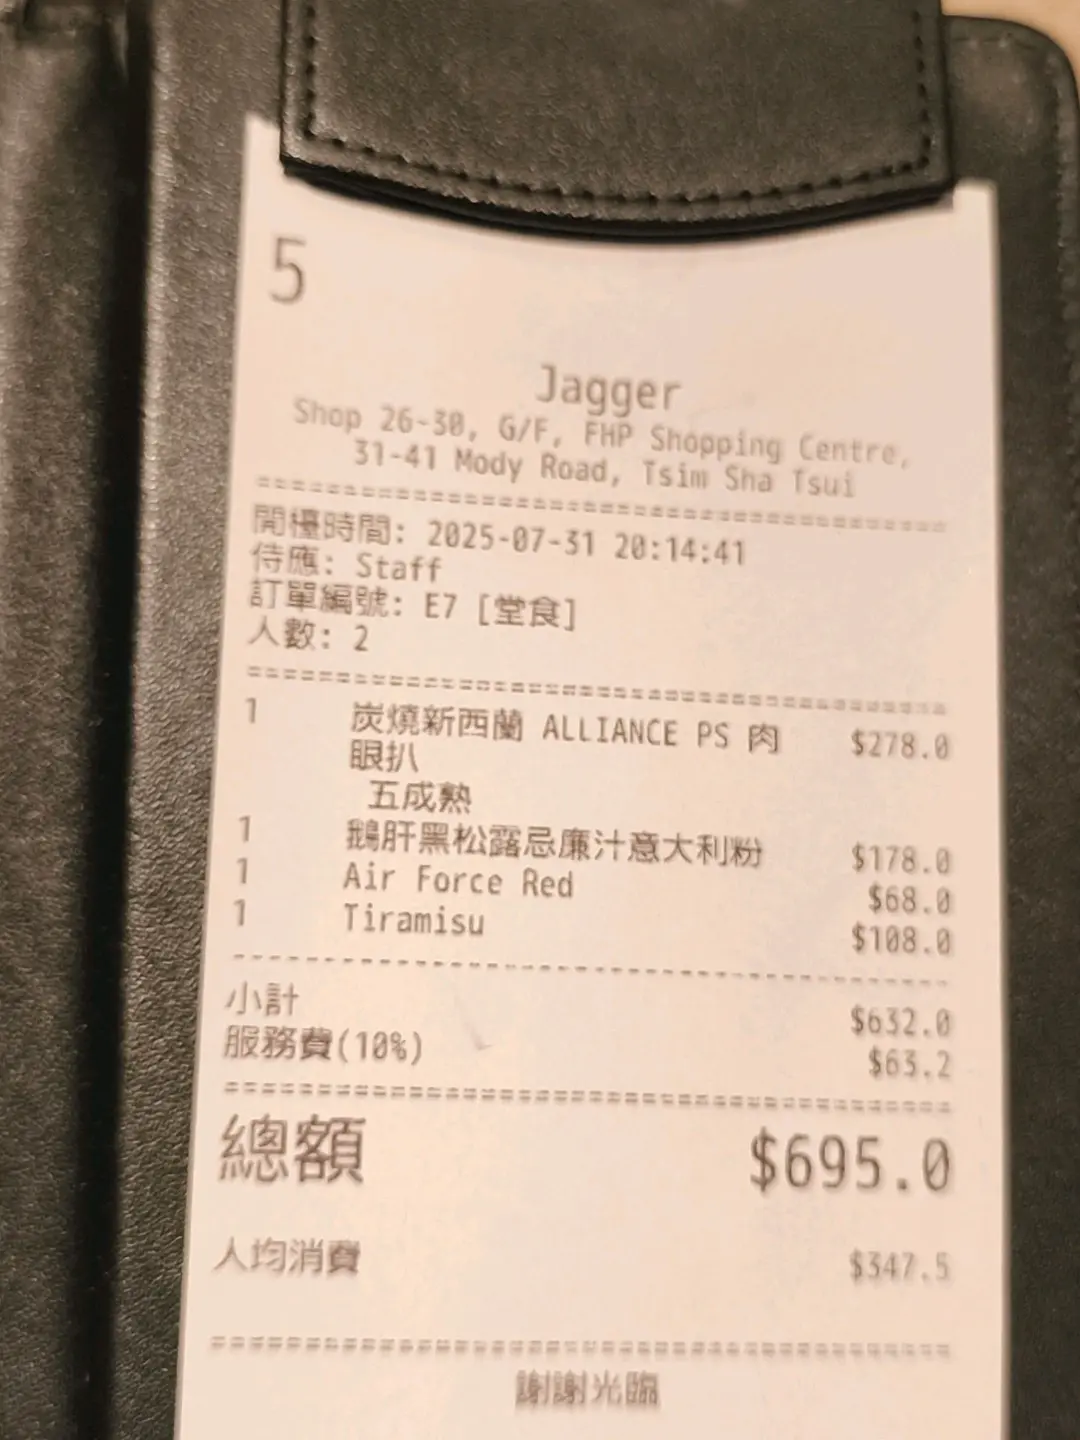 5
Jagger
Shop 26-30, G/F, FHP Shopping Centre,
31-41 Mody Road, Tsim Sha Tsui
開檯時間: 2025-07-31 20:14:41
侍應: Staff
訂單編號: E7 [堂食]
人數: 2
1 炭燒新西蘭 ALLIANCE PS 肉 $278.0
眼扒
五成熟
1 鵝肝黑松露忌廉汁意大利粉 $178.0
1 Air Force Red $68.0
1 Tiramisu $108.0
小計 $632.0
服務費(10%) $63.2
總額 $695.0
人均消費 $347.5
謝謝光臨